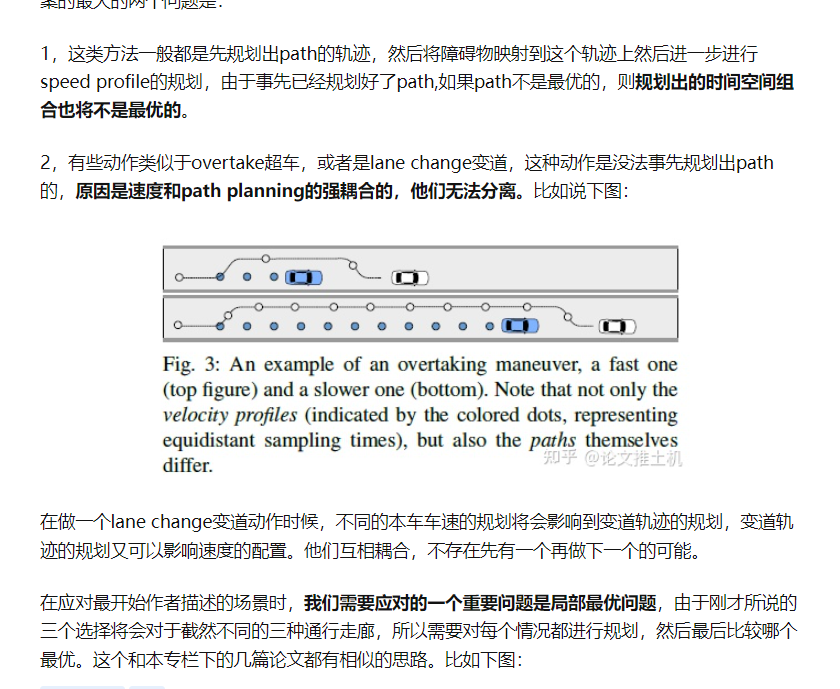 案的最大的两个问题是：
1，这类方法一般都是先规划出path的轨迹，然后将障碍物映射到这个轨迹上然后进一步进行
speed profile的规划，由于事先已经规划好了path,如果path不是最优的，则规划出的时间空间组
合也将不是最优的。
2，有些动作类似于overtake超车，或者是lane change变道，这种动作是没法事先规划出path
的，原因是速度和path planning的强耦合的，他们无法分离。比如说下图：
Fig. 3: An example of an overtaking maneuver, a fast one
(top figure) and a slower one (bottom). Note that not only the
velocity profiles (indicated by the colored dots, representing
equidistant sampling times), but also the paths themselves
differ.
知乎 @论文推土机
在做一个lane change变道动作时候，不同的本车车速的规划将会影响到变道轨迹的规划，变道轨
迹的规划又可以影响速度的配置。他们互相耦合，不存在先有一个再做下一个的可能。
在应对最开始作者描述的场景时，我们需要应对的一个重要问题是局部最优问题，由于刚才所说的
三个选择将会对于截然不同的三种通行走廊，所以需要对每个情况都进行规划，然后最后比较哪个
最优。这个和本专栏下的几篇论文都有相似的思路。比如下图：